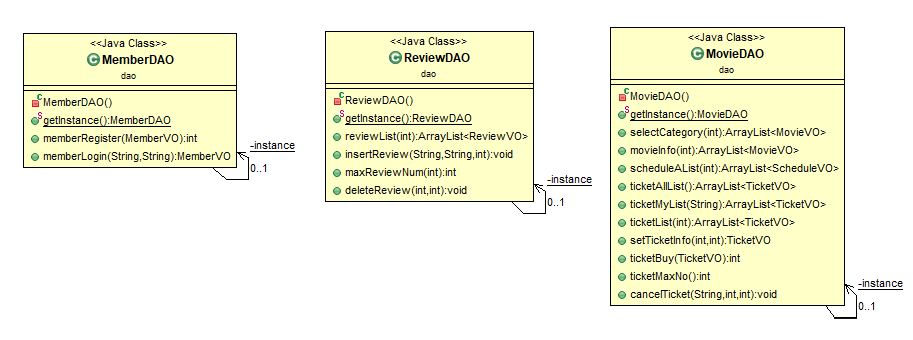 <<Java Class>>
MemberDAO
dao
MemberDAO()
getInstance():MemberDAO
memberRegister(MemberVO):int
memberLogin(String,String):MemberVO
-instance
0..1
<<Java Class>>
ReviewDAO
dao
ReviewDAO()
getInstance():ReviewDAO
reviewList(int):ArrayList<ReviewVO>
insertReview(String,String,int):void
maxReviewNum(int):int
deleteReview(int,int):void
-instance
0..1
<<Java Class>>
MovieDAO
dao
MovieDAO()
getInstance():MovieDAO
selectCategory(int):ArrayList<MovieVO>
movieInfo(int):ArrayList<MovieVO>
scheduleAList(int):ArrayList<ScheduleVO>
ticketAllList():ArrayList<TicketVO>
ticketMyList(String):ArrayList<TicketVO>
ticketList(int):ArrayList<TicketVO>
setTicketInfo(int,int):TicketVO
ticketBuy(TicketVO):int
ticketMaxNo():int
cancelTicket(String,int,int):void
-instance
0..1